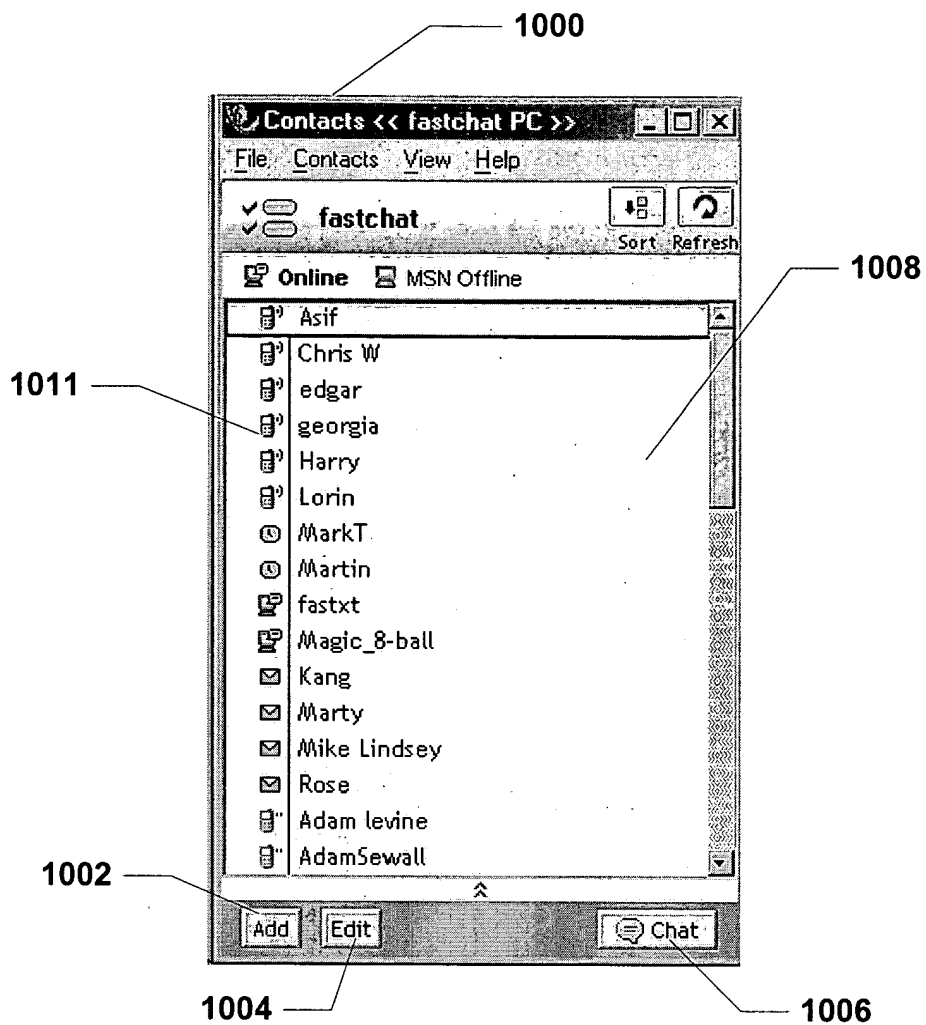 1000
Contacts << fastchat PC >>
File Contacts View Help
fastchat
Sort Refresh
Online MSN Offline
1008
Asif
Chris W
edgar
1011
georgia
Harry
Lorin
MarkT
Martin
fastxt
Magic_8-ball
Kang
Marty
Mike Lindsey
Rose
Adam levine
AdamSewall
1002
Add Edit Chat
1004 1006